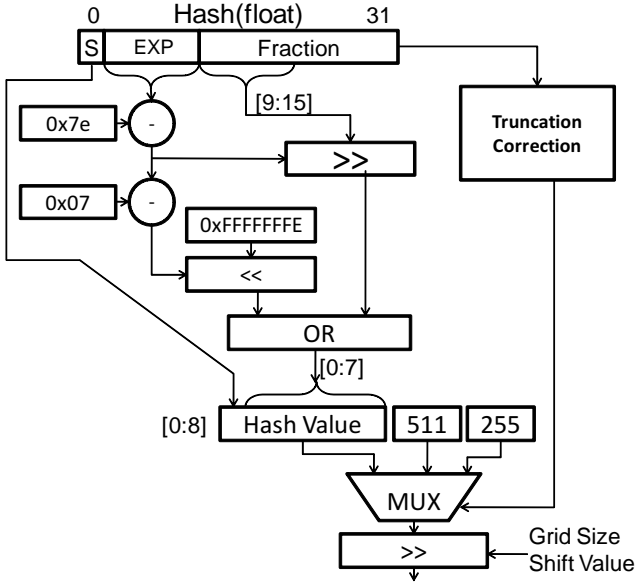 0 Hash(float) 31
S EXP Fraction
[9:15]
0x7e -
Truncation
Correction
>>
0x07 -
0xFFFFFFFE
<<
OR
[0:7]
[0:8] Hash Value 511 255
MUX
>>
Grid Size
Shift Value